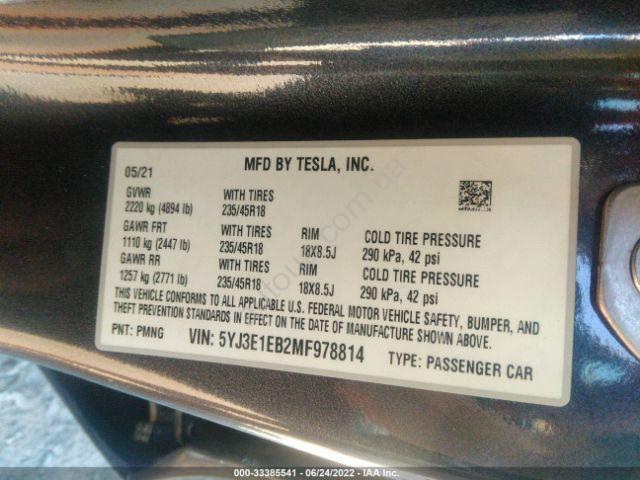 05/21 MFD BY TESLA, INC.
GVWR WITH TIRES
2220 kg (4894 lb) 235/45R18
GAWR FRT WITH TIRES RIM COLD TIRE PRESSURE
1110 kg (2447 lb) 235/45R18 18X8.5J 290 kPa, 42 psi
GAWR RR WITH TIRES RIM COLD TIRE PRESSURE
1257 kg (2771 lb) 235/45R18 18X8.5J 290 kPa, 42 psi
THIS VEHICLE CONFORMS TO ALL APPLICABLE U.S. FEDERAL MOTOR VEHICLE SAFETY, BUMPER, AND
THEFT PREVENTION STANDARDS IN EFFECT ON THE DATE OF MANUFACTURE SHOWN ABOVE.
PNT: PMNG VIN: 5YJ3E1EB2MF978814 TYPE: PASSENGER CAR
000-33385541 - 06/24/2022 - IAA Inc.